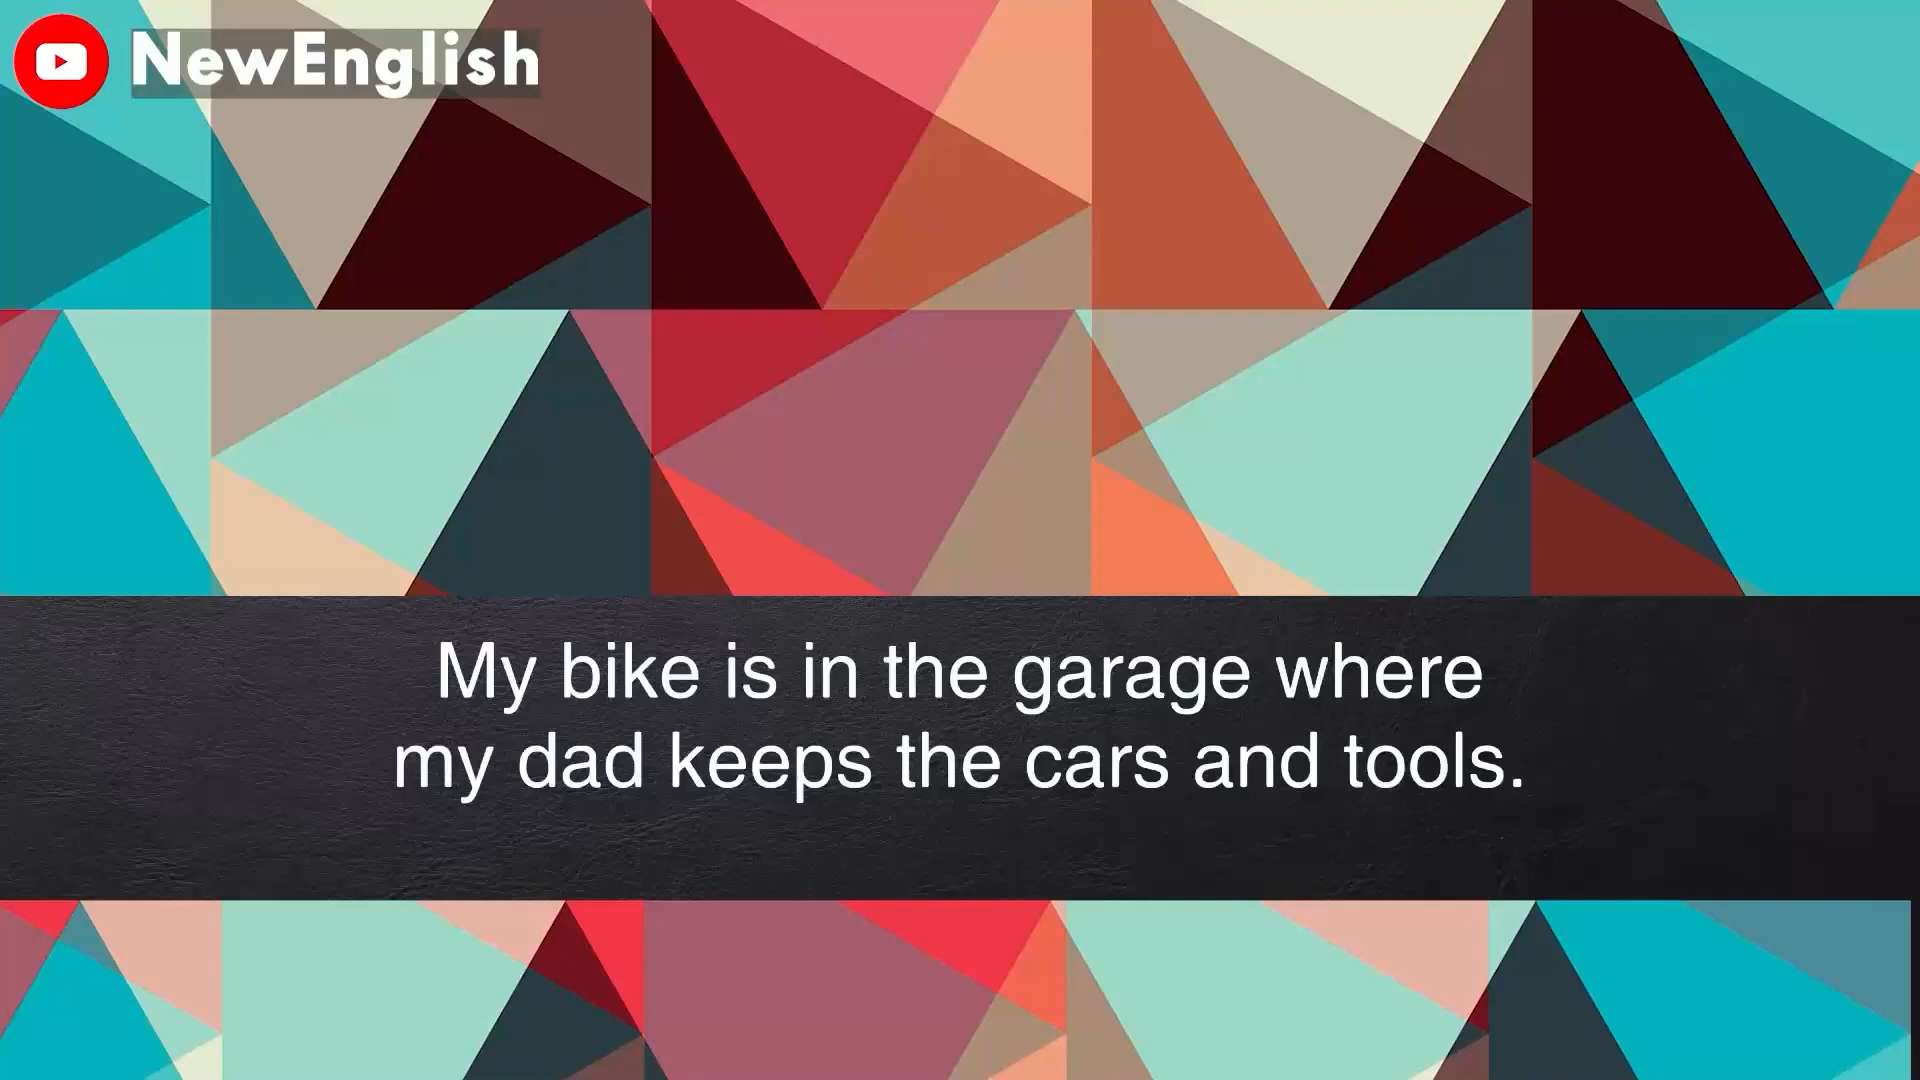 NewEnglish
My bike is in the garage where
my dad keeps the cars and tools.